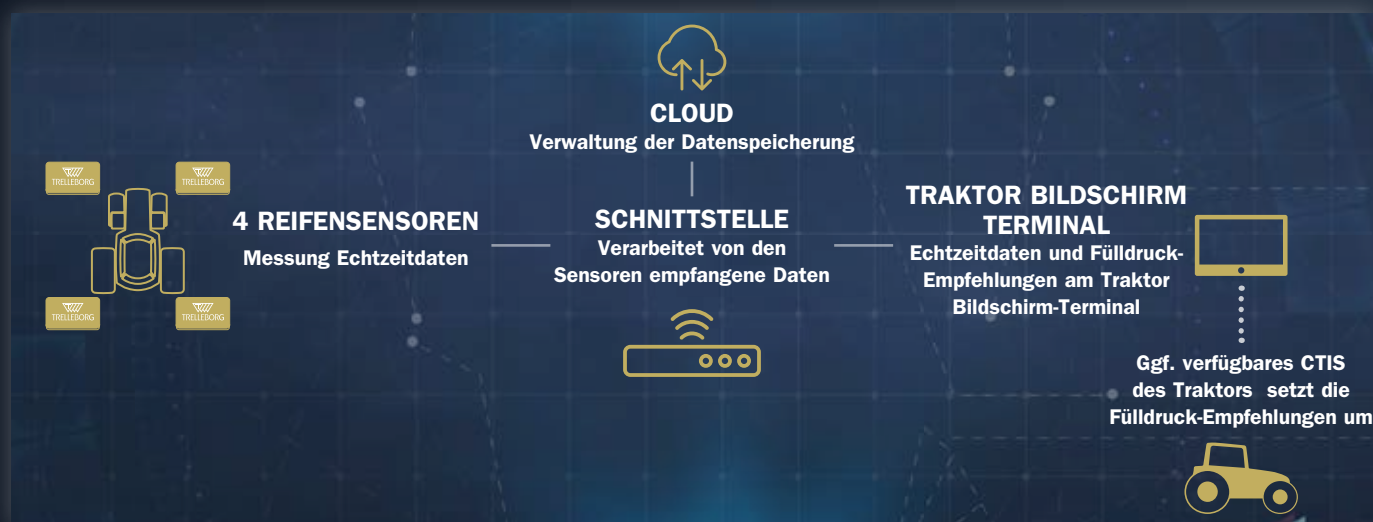 CLOUD
Verwaltung der Datenspeicherung
TRELLEBORG
TRELLEBORG
4 REIFENSENSOREN
Messung Echtzeitdaten
TRELLEBORG
TRELLEBORG
SCHNITTSTELLE
Verarbeitet von den
Sensoren empfangene Daten
TRAKTOR BILDSCHIRM
TERMINAL
Echtzeitdaten und Fülldruck-
Empfehlungen am Traktor
Bildschirm-Terminal
Ggf. verfügbares CTIS
des Traktors setzt die
Fülldruck-Empfehlungen um